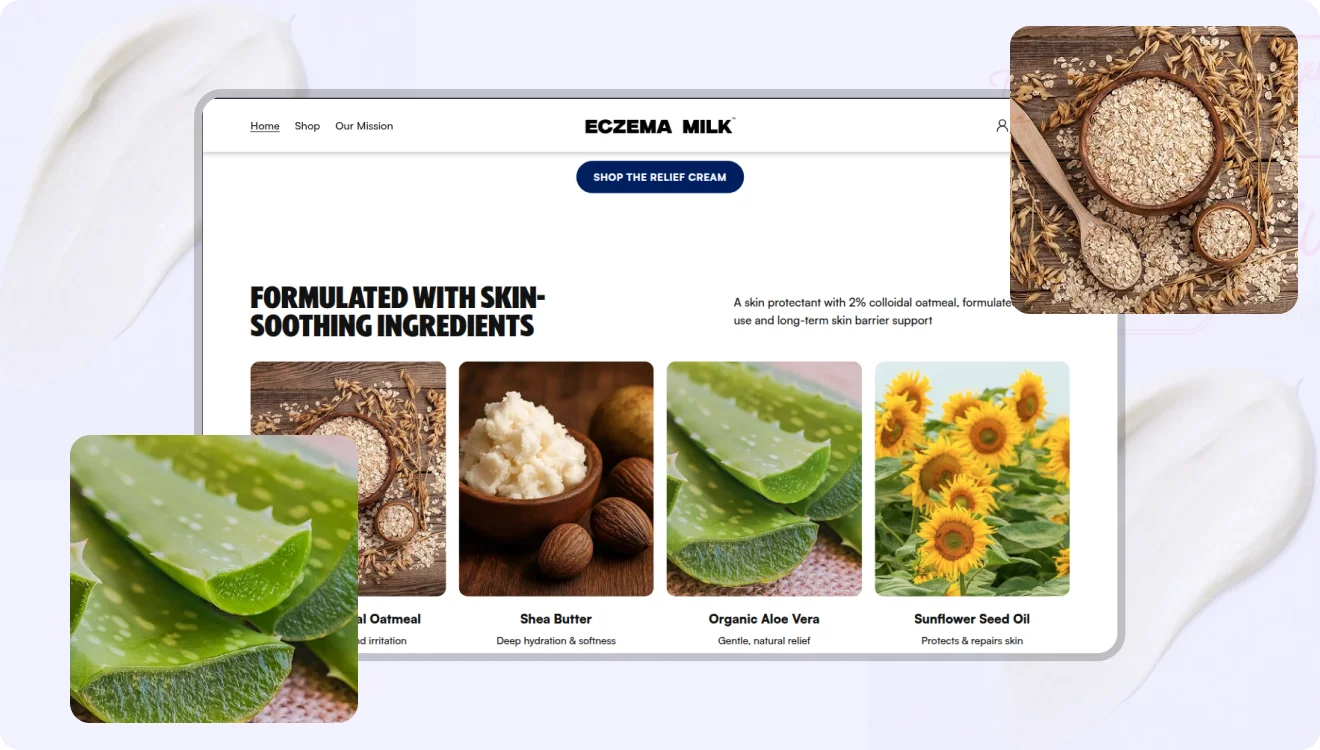 Home Shop Our Mission
ECZEMA MILK™
SHOP THE RELIEF CREAM
FORMULATED WITH SKIN-
SOOTHING INGREDIENTS
A skin protectant with 2% colloidal oatmeal, formulate
use and long-term skin barrier support
al Oatmeal
d irritation
Shea Butter
Deep hydration & softness
Organic Aloe Vera
Gentle, natural relief
Sunflower Seed Oil
Protects & repairs skin